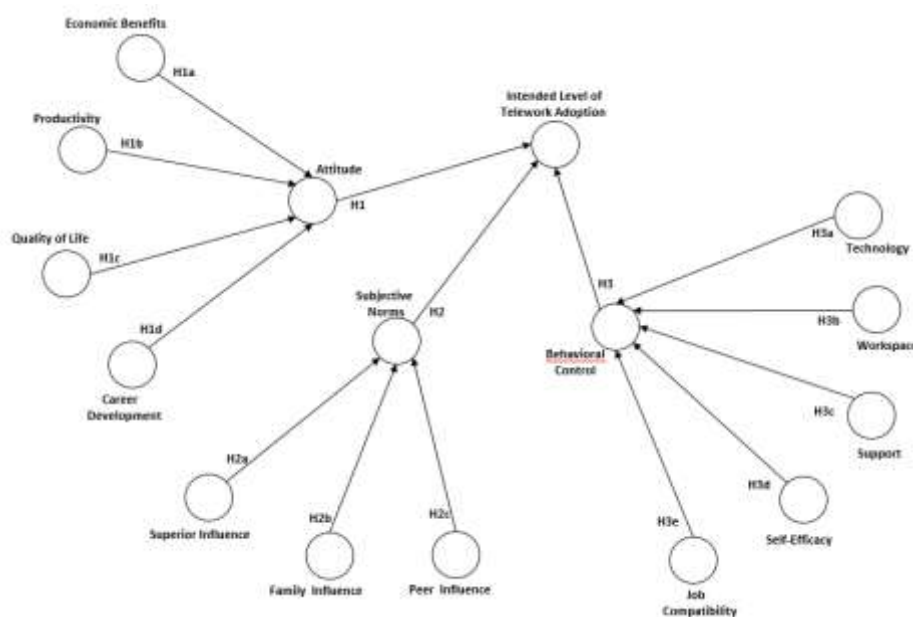 Economic Benefits
H1a
Productivity
H1b
Attitude
H1
Quality of Life
H1c
H1d
Career
Development
Intended Level of
Telework Adoption
Subjective
Norms
H2
H2a
Superior Influence
H2b
Family Influence
H2c
Peer Influence
H3
Behavioral
Control
H3a
Technology
H3b
Workspace
H3c
Support
H3d
Self-Efficacy
H3e
Job
Compatibility